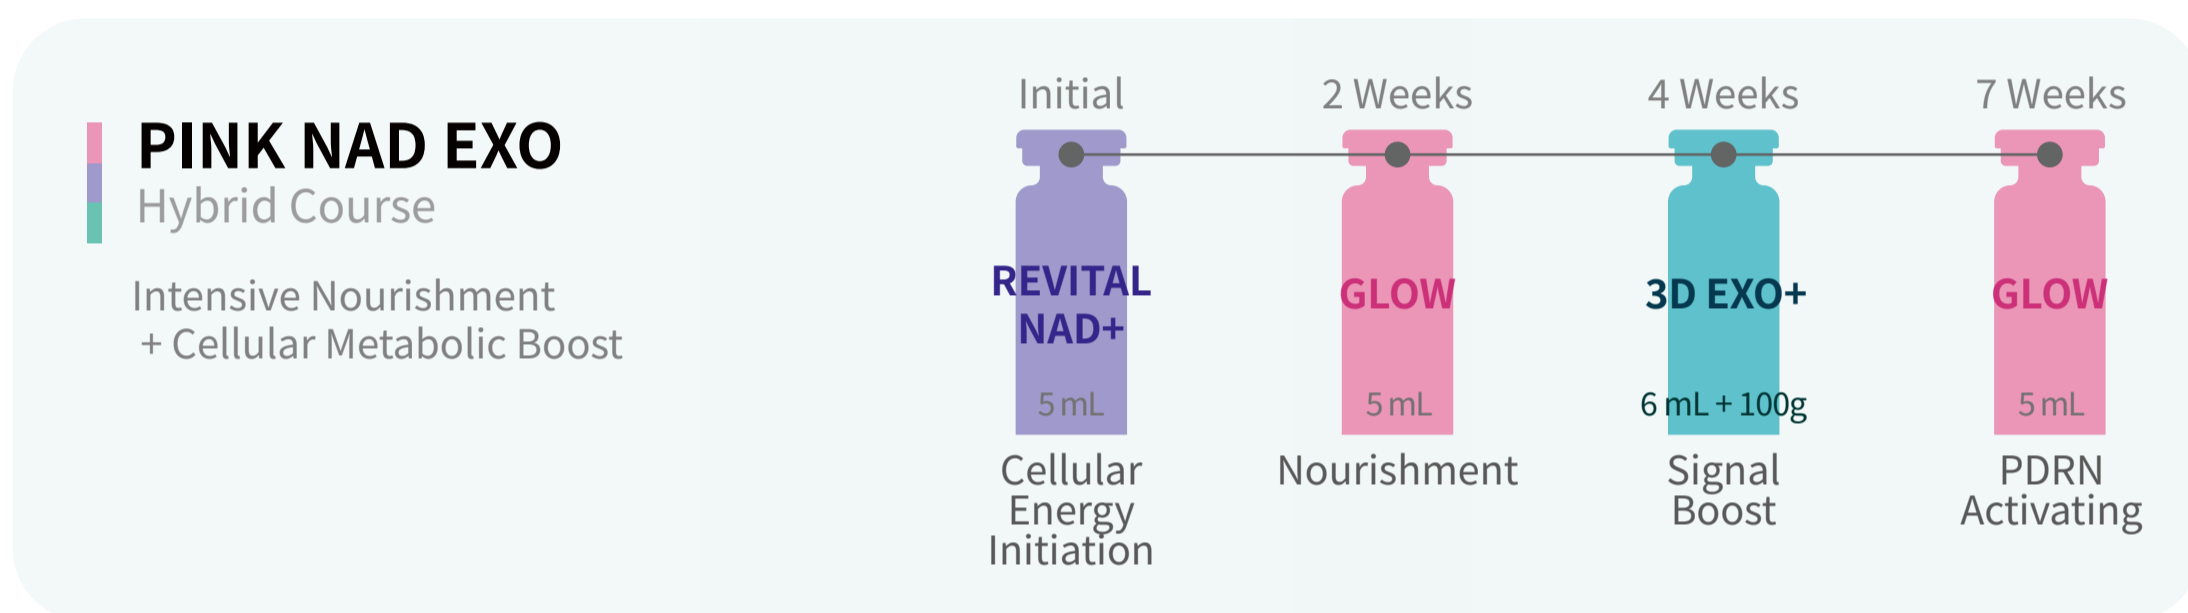 PINK NAD EXO
Hybrid Course
Intensive Nourishment
+ Cellular Metabolic Boost
Initial
REVITAL
NAD+
5 mL
Cellular
Energy
Initiation
2 Weeks
GLOW
5 mL
Nourishment
4 Weeks
3D EXO+
6 mL + 100g
Signal
Boost
7 Weeks
GLOW
5 mL
PDRN
Activating